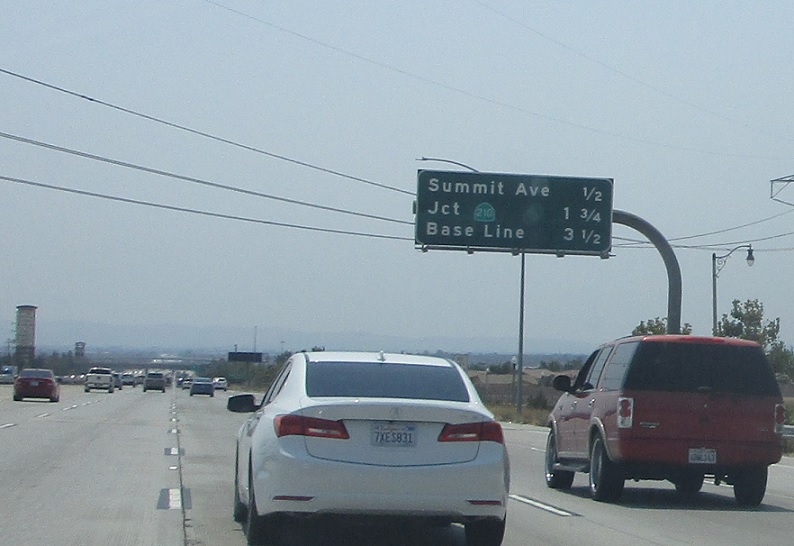 Summit Ave 1/2
Jct 210 1 3/4
Base Line 3 1/2
7XES831